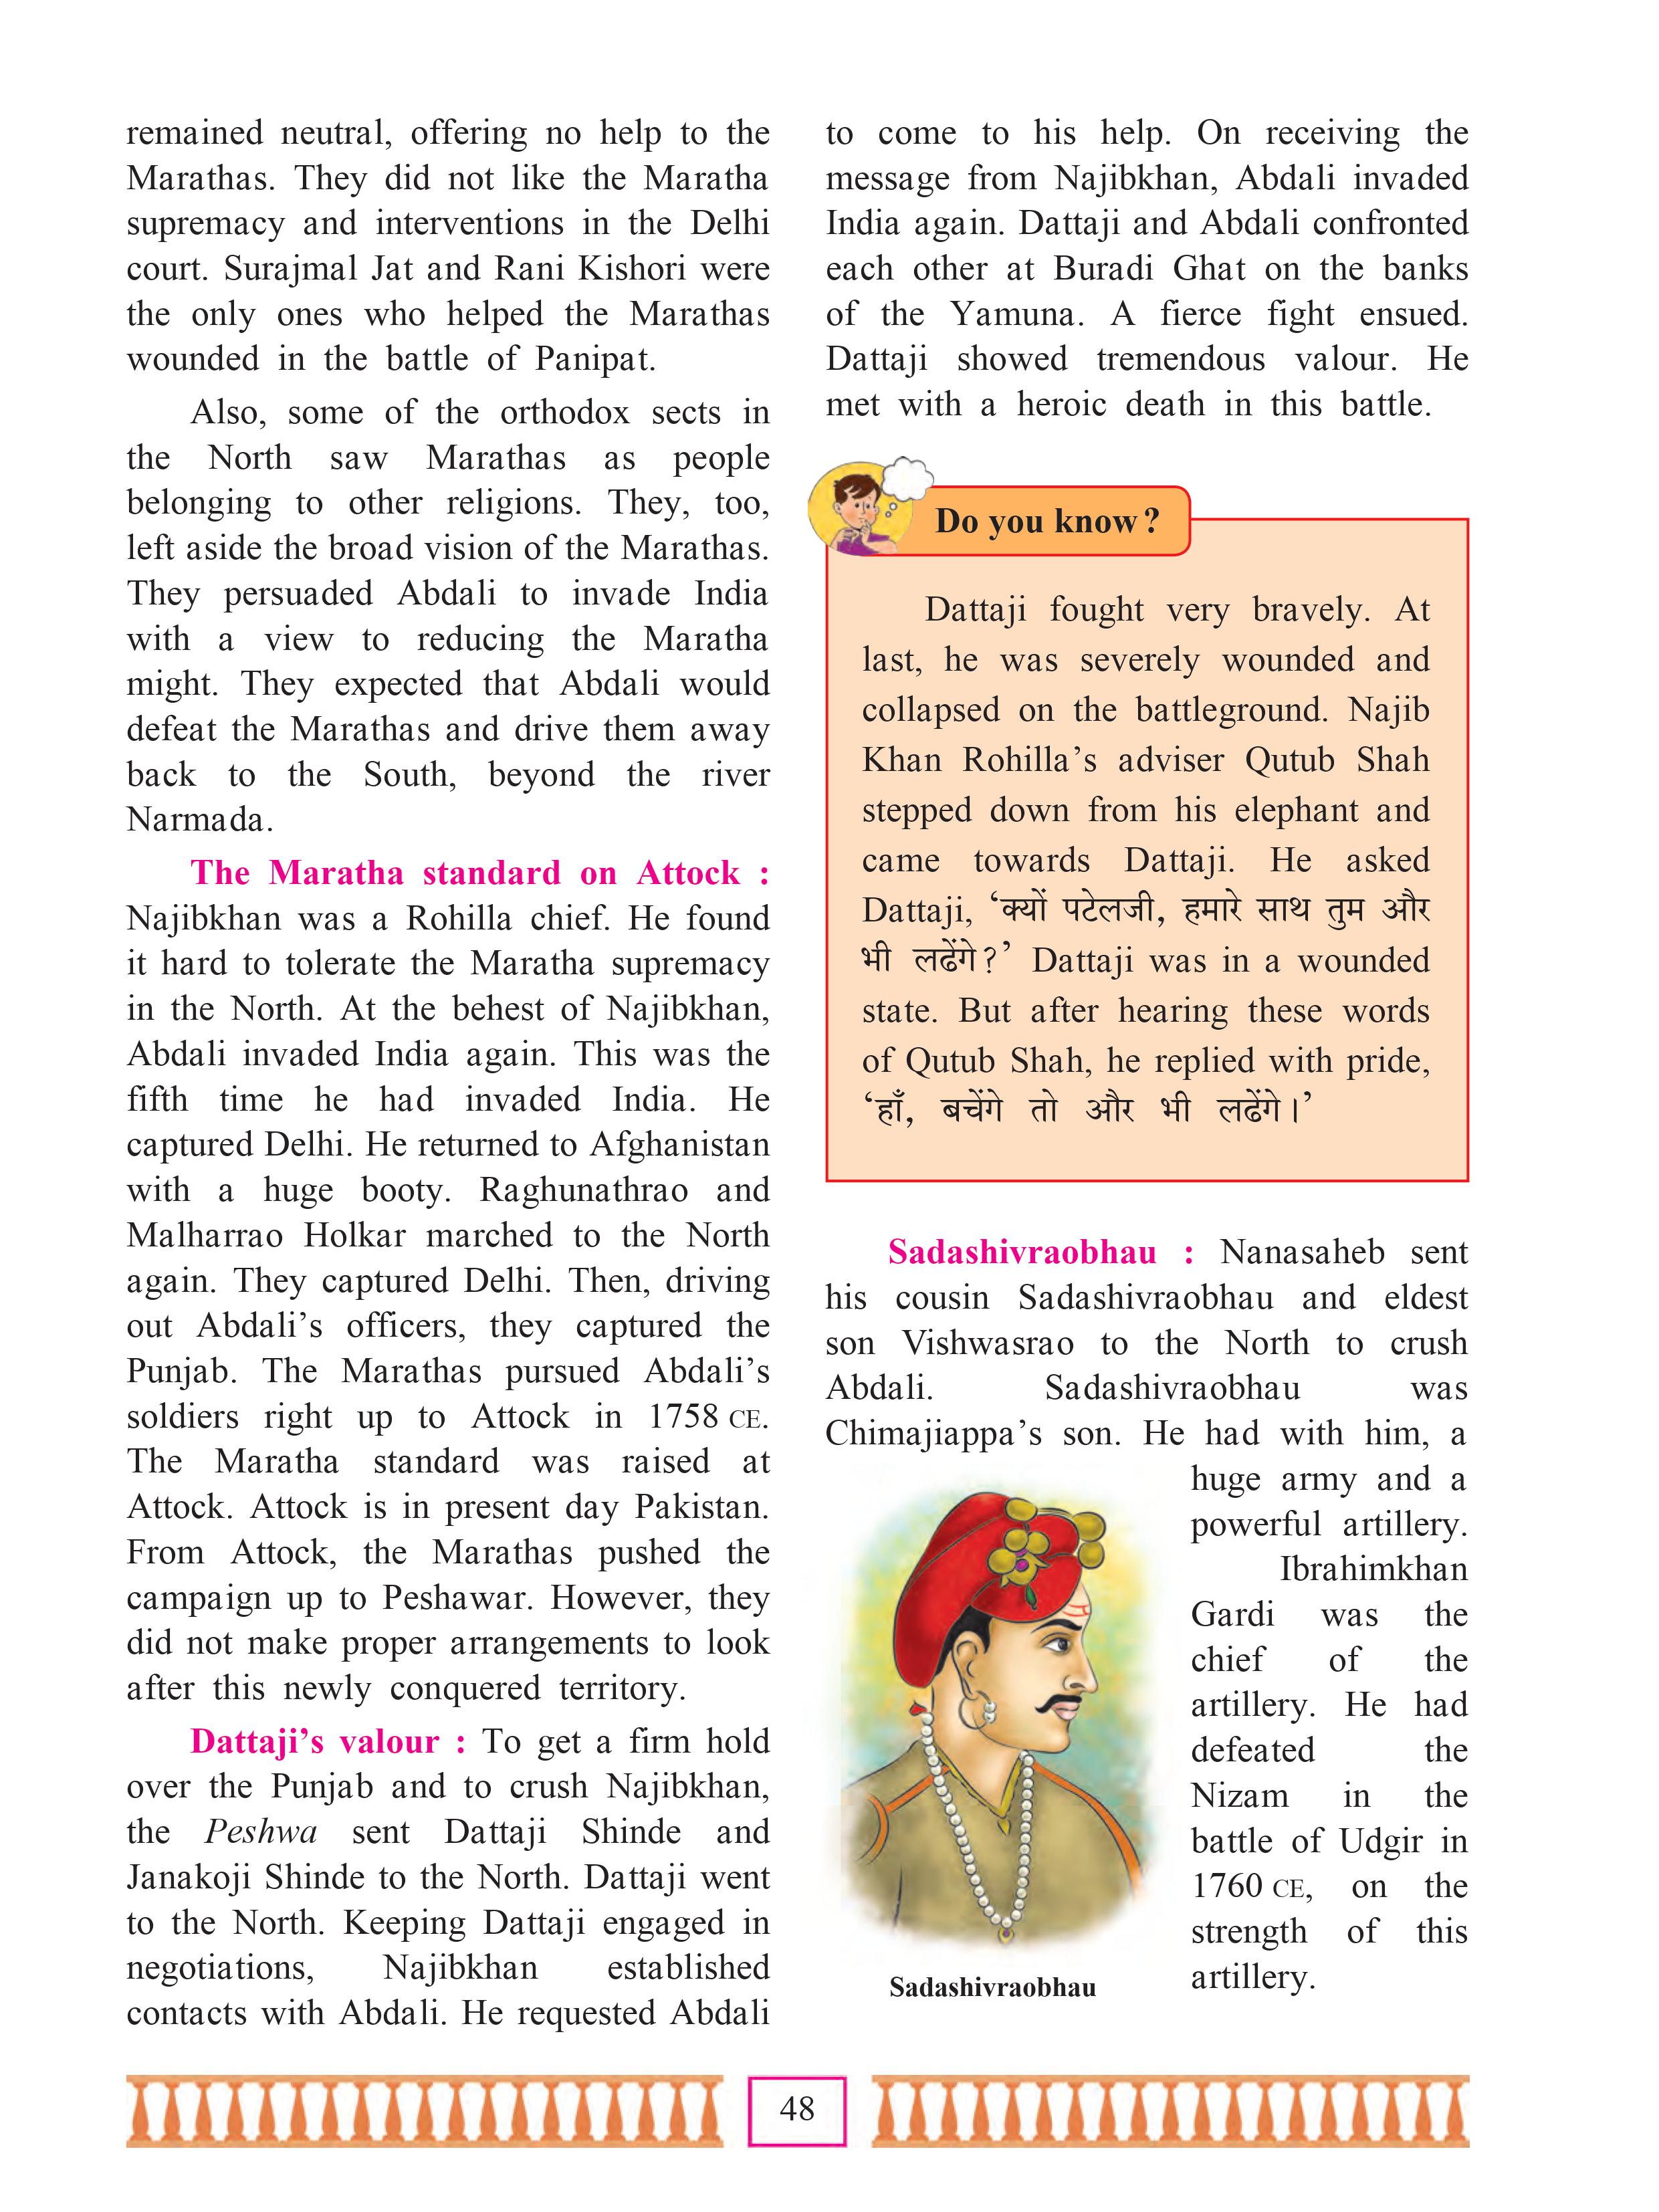 remained neutral, offering no help to the
Marathas. They did not like the Maratha
supremacy and interventions in the Delhi
court. Surajmal Jat and Rani Kishori were
the only ones who helped the Marathas
wounded in the battle of Panipat.
Also, some of the orthodox sects in
the North saw Marathas as people
belonging to other religions. They, too,
left aside the broad vision of the Marathas.
They persuaded Abdali to invade India
with a view to reducing the Maratha
might. They expected that Abdali would
defeat the Marathas and drive them away
back to the South, beyond the river
Narmada.
The Maratha standard on Attock :
Najibkhan was a Rohilla chief. He found
it hard to tolerate the Maratha supremacy
in the North. At the behest of Najibkhan,
Abdali invaded India again. This was the
fifth time he had invaded India. He
captured Delhi. He returned to Afghanistan
with a huge booty. Raghunathrao and
Malharrao Holkar marched to the North
again. They captured Delhi. Then, driving
out Abdali’s officers, they captured the
Punjab. The Marathas pursued Abdali’s
soldiers right up to Attock in 1758 CE.
The Maratha standard was raised at
Attock. Attock is in present day Pakistan.
From Attock, the Marathas pushed the
campaign up to Peshawar. However, they
did not make proper arrangements to look
after this newly conquered territory.
Dattaji’s valour : To get a firm hold
over the Punjab and to crush Najibkhan,
the Peshwa sent Dattaji Shinde and
Janakoji Shinde to the North. Dattaji went
to the North. Keeping Dattaji engaged in
negotiations, Najibkhan established
contacts with Abdali. He requested Abdali
to come to his help. On receiving the
message from Najibkhan, Abdali invaded
India again. Dattaji and Abdali confronted
each other at Buradi Ghat on the banks
of the Yamuna. A fierce fight ensued.
Dattaji showed tremendous valour. He
met with a heroic death in this battle.
Do you know ?
Dattaji fought very bravely. At
last, he was severely wounded and
collapsed on the battleground. Najib
Khan Rohilla’s adviser Qutub Shah
stepped down from his elephant and
came towards Dattaji. He asked
Dattaji, ‘क्यों पटेलजी, हमारे साथ तुम और
भी लढेंगे ?’ Dattaji was in a wounded
state. But after hearing these words
of Qutub Shah, he replied with pride,
‘हाँ, बचेंगे तो और भी लढेंगे ।’
Sadashivraobhau : Nanasaheb sent
his cousin Sadashivraobhau and eldest
son Vishwasrao to the North to crush
Abdali. Sadashivraobhau was
Chimajiappa’s son. He had with him, a
huge army and a
powerful artillery.
Ibrahimkhan
Gardi was the
chief of the
artillery. He had
defeated the
Nizam in the
battle of Udgir in
1760 CE, on the
strength of this
artillery.
Sadashivraobhau
48